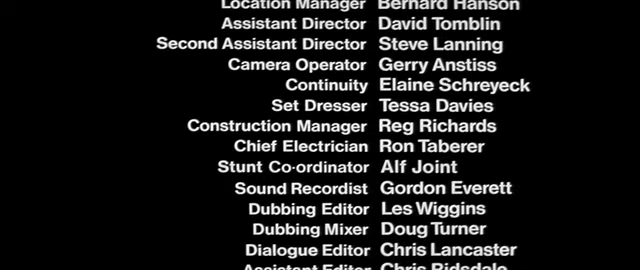 Location Manager Bernard Hanson
Assistant Director David Tomblin
Second Assistant Director Steve Lanning
Camera Operator Gerry Anstiss
Continuity Elaine Schreyeck
Set Dresser Tessa Davies
Construction Manager Reg Richards
Chief Electrician Ron Taberer
Stunt Co-ordinator Alf Joint
Sound Recordist Gordon Everett
Dubbing Editor Les Wiggins
Dubbing Mixer Doug Turner
Dialogue Editor Chris Lancaster
Assistant Editor Chris Ridsdale